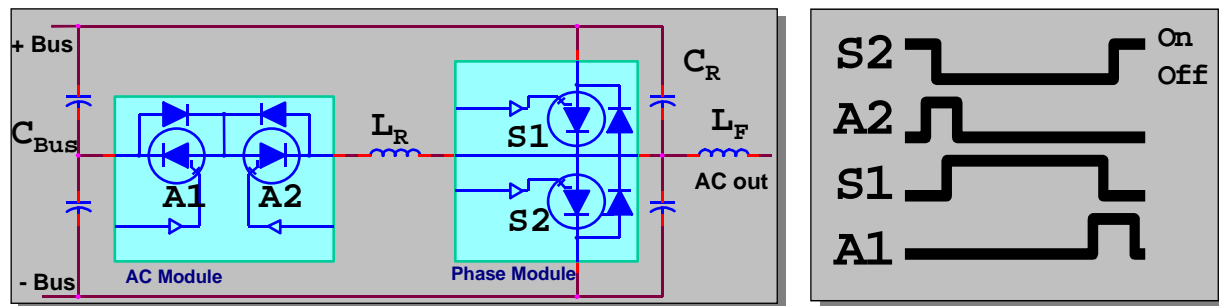 + Bus
C_R
C_Bus
L_R
S1
L_F
AC out
A1 A2
S2
AC Module
Phase Module
- Bus
S2 On
Off
A2
S1
A1